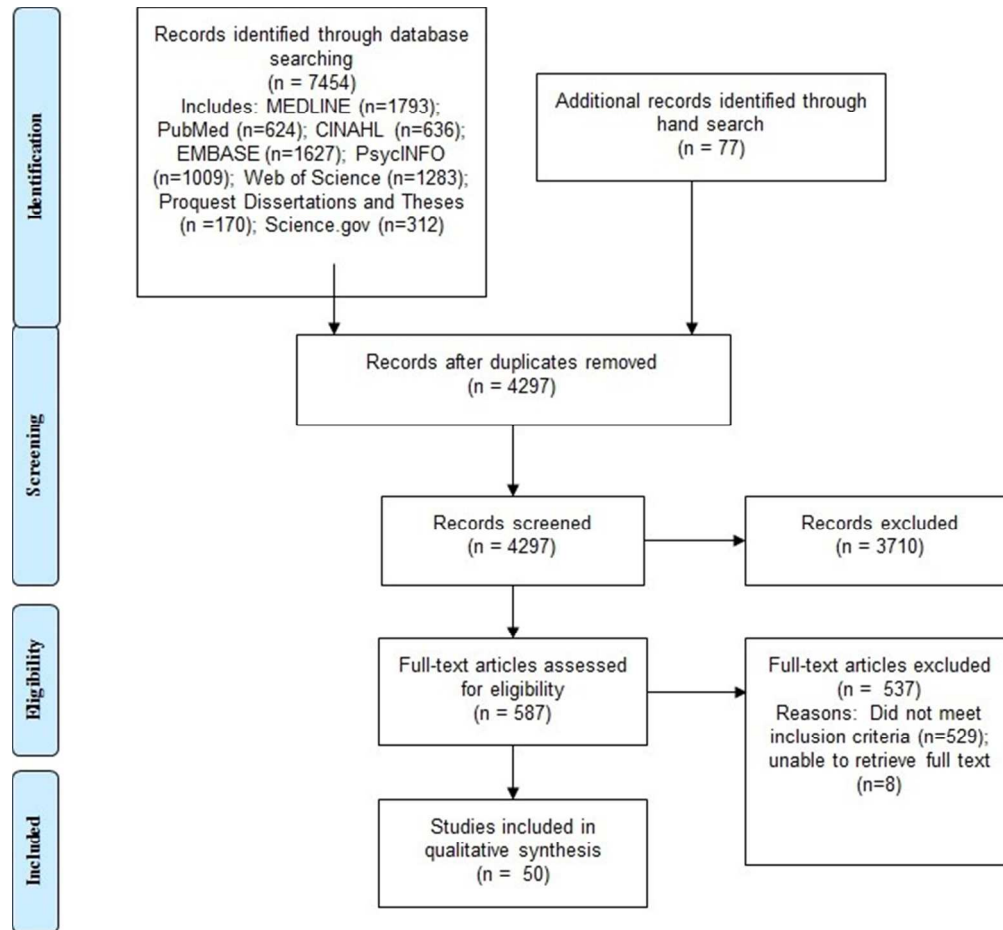 Identification
Records identified through database
searching
(n = 7454)
Includes: MEDLINE (n=1793);
PubMed (n=624); CINAHL (n=636);
EMBASE (n=1627); PsycINFO
(n=1009); Web of Science (n=1283);
Proquest Dissertations and Theses
(n =170); Science.gov (n=312)
Additional records identified through
hand search
(n = 77)
Screening
Records after duplicates removed
(n = 4297)
Records screened
(n = 4297)
Records excluded
(n = 3710)
Eligibility
Full-text articles assessed
for eligibility
(n = 587)
Full-text articles excluded
(n = 537)
Reasons: Did not meet
inclusion criteria (n=529);
unable to retrieve full text
(n=8)
Included
Studies included in
qualitative synthesis
(n = 50)